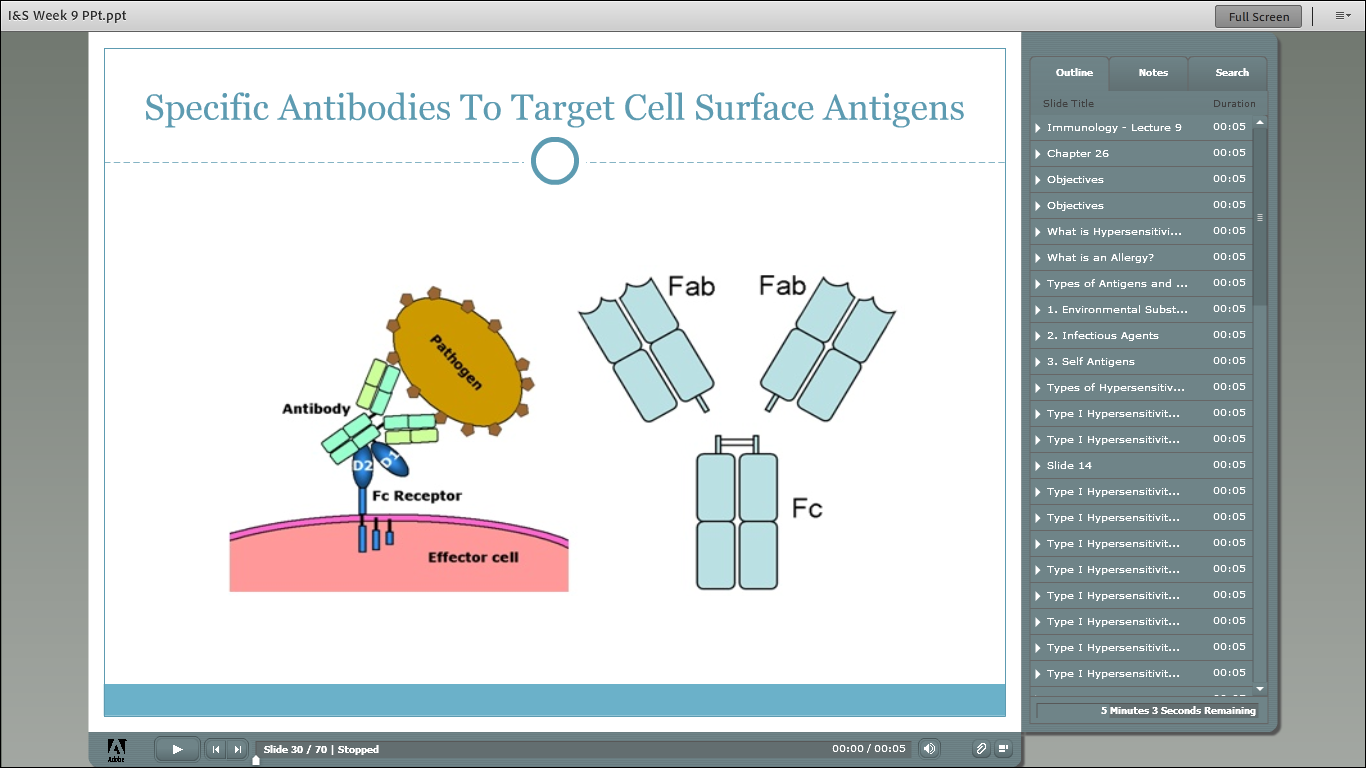 I&S Week 9 PPt.ppt
Full Screen
Specific Antibodies To Target Cell Surface Antigens
Pathogen
Antibody
D2
D1
Fc Receptor
Effector cell
Fab
Fab
Fc
Outline Notes Search
Slide Title Duration
Immunology - Lecture 9 00:05
Chapter 26 00:05
Objectives 00:05
Objectives 00:05
What is Hypersensitivi... 00:05
What is an Allergy? 00:05
Types of Antigens and ... 00:05
1. Environmental Subst... 00:05
2. Infectious Agents 00:05
3. Self Antigens 00:05
Types of Hypersensitiv... 00:05
Type I Hypersensitivit... 00:05
Type I Hypersensitivit... 00:05
Slide 14 00:05
Type I Hypersensitivit... 00:05
Type I Hypersensitivit... 00:05
Type I Hypersensitivit... 00:05
Type I Hypersensitivit... 00:05
Type I Hypersensitivit... 00:05
Type I Hypersensitivit... 00:05
Type I Hypersensitivit... 00:05
Type I Hypersensitivit... 00:05
5 Minutes 3 Seconds Remaining
Adobe
Slide 30 / 70 | Stopped
00:00 / 00:05